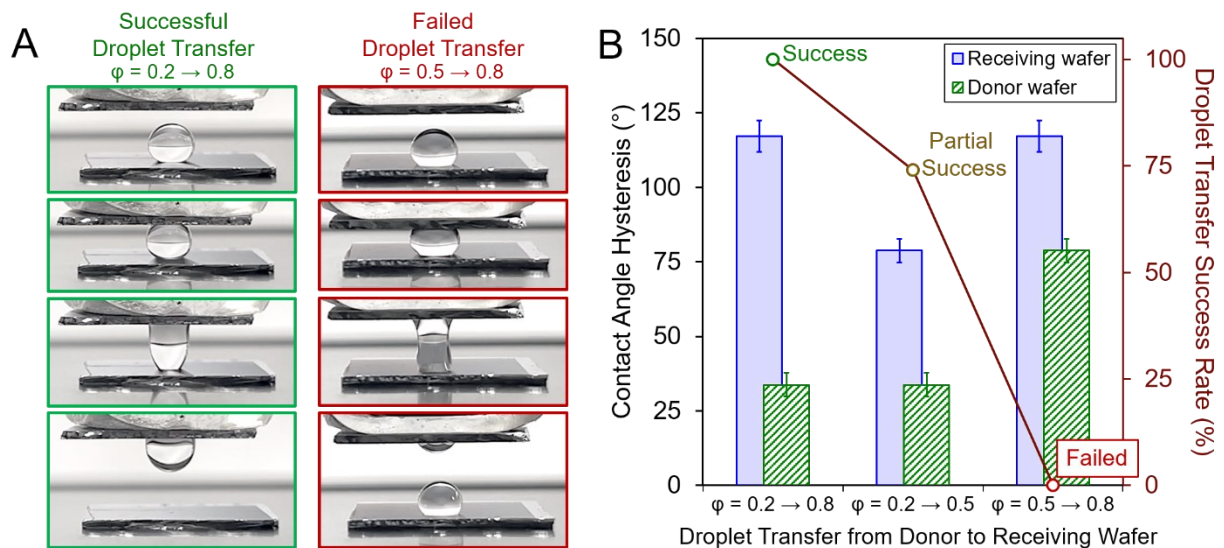 A
Successful
Droplet Transfer
φ = 0.2 → 0.8
Failed
Droplet Transfer
φ = 0.5 → 0.8
B
Contact Angle Hysteresis (°)
150
125
100
75
50
25
0
Success
Partial
Success
Failed
Receiving wafer
Donor wafer
100
75
50
25
0
Droplet Transfer Success Rate (%)
φ = 0.2 → 0.8
φ = 0.2 → 0.5
φ = 0.5 → 0.8
Droplet Transfer from Donor to Receiving Wafer